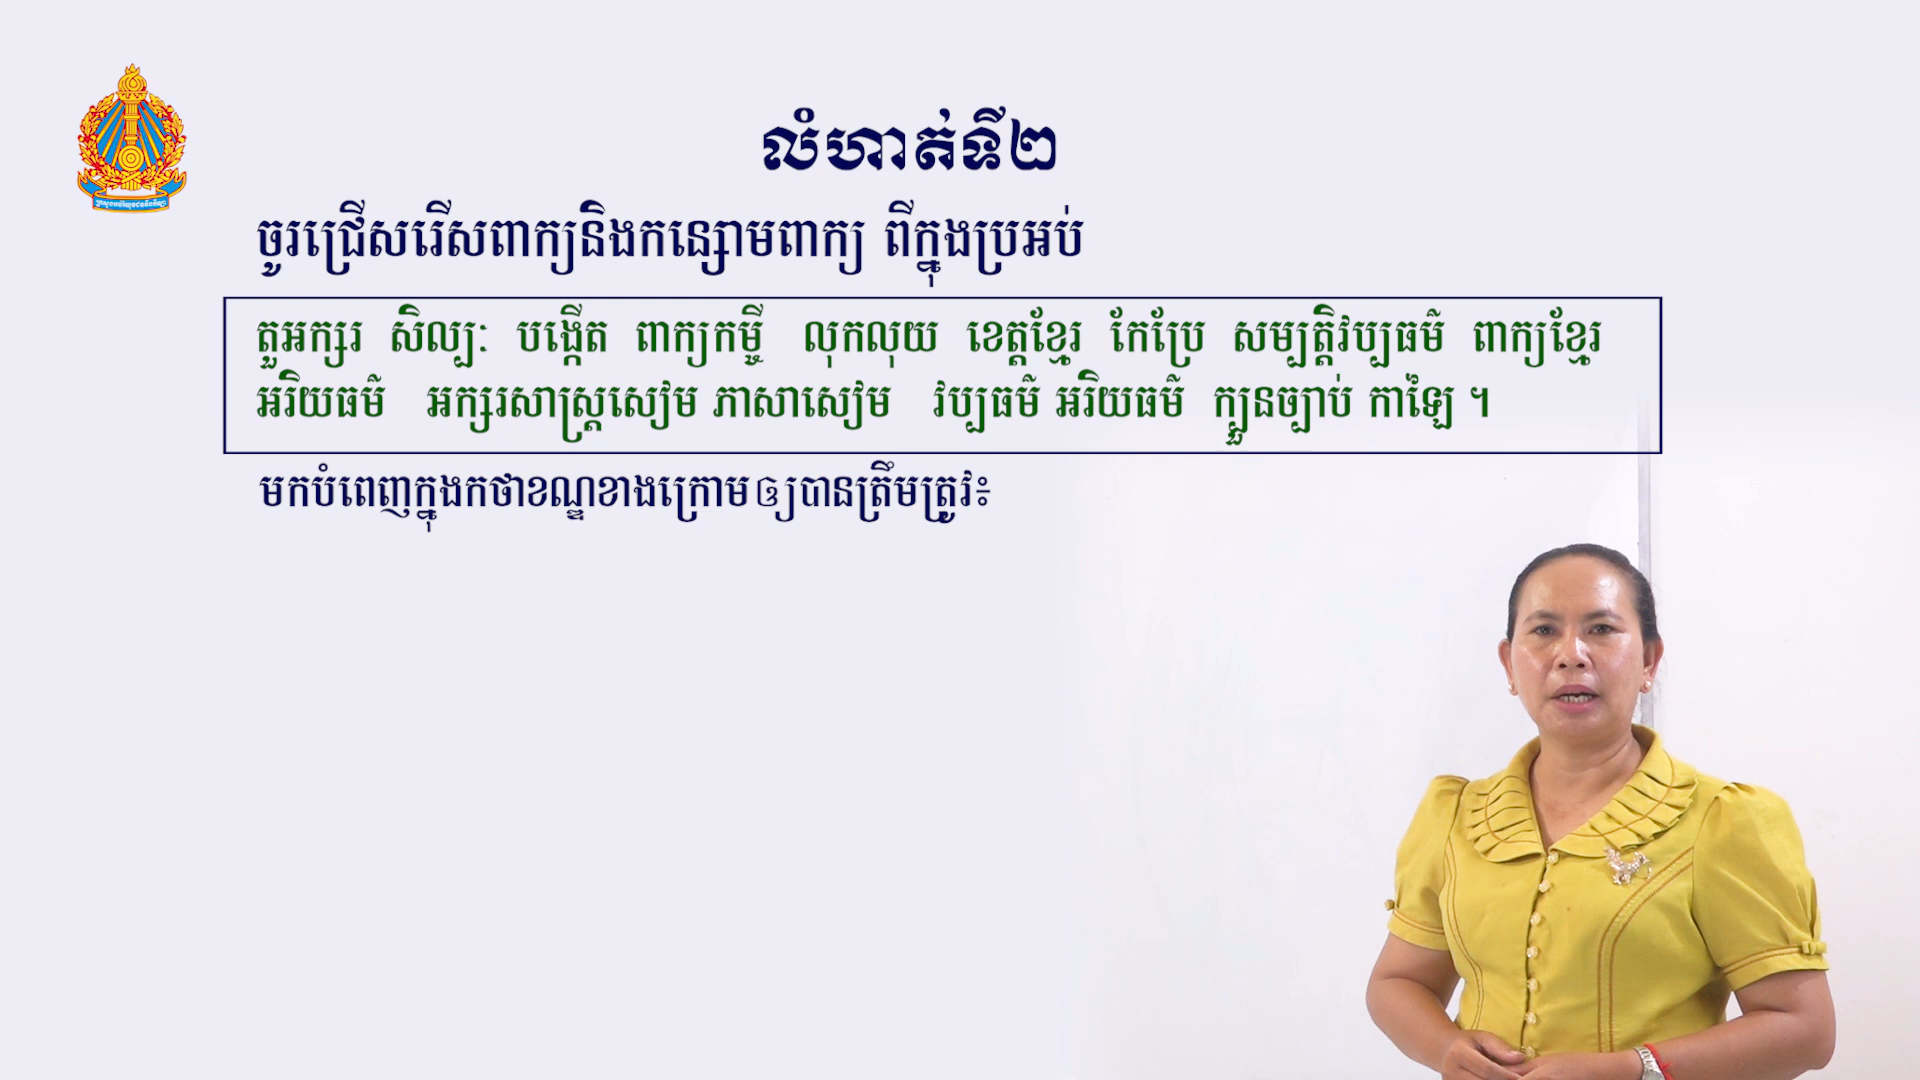 លំហាត់ទី២
ចូរជ្រើសរើសពាក្យនិងកន្សោមពាក្យ ពីក្នុងប្រអប់
តួអក្សរ សិល្បៈ បង្កើត ពាក្យកម្ចី លុកលុយ ខេត្តខ្មែរ កែប្រែ សម្បត្តិវប្បធម៌ ពាក្យខ្មែរ
អរិយធម៌ អក្សរសាស្ត្រសៀម ភាសាសៀម វប្បធម៌ អរិយធម៌ ក្បួនច្បាប់ កាឡៃ ។
មកបំពេញក្នុងកថាខណ្ឌខាងក្រោមឲ្យបានត្រឹមត្រូវ៖